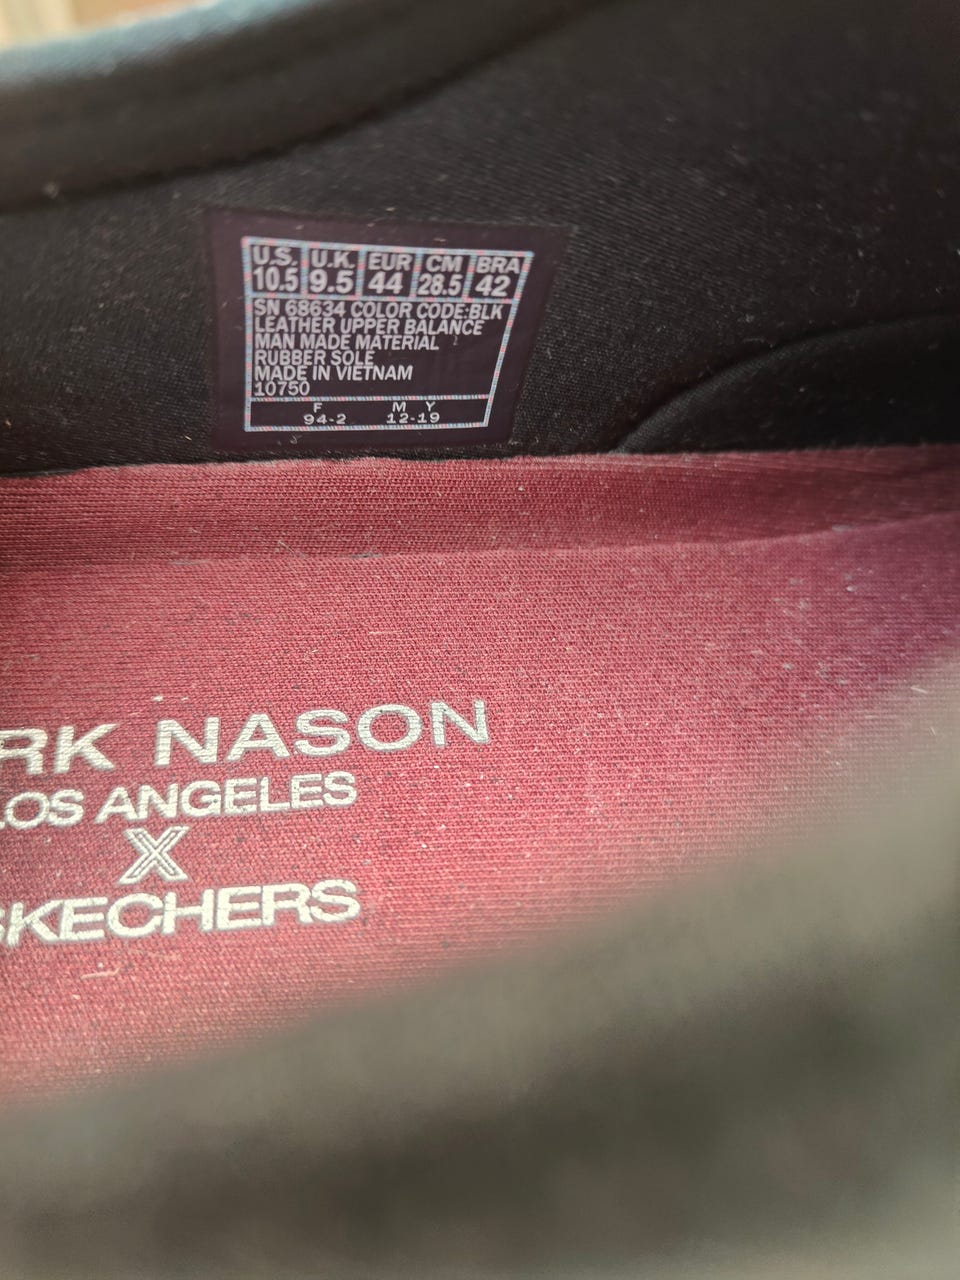 U.S. U.K. EUR CM BRA
10.5 9.5 44 28.5 42
SN 68634 COLOR CODE:BLK
LEATHER UPPER BALANCE
MAN MADE MATERIAL
RUBBER SOLE
MADE IN VIETNAM
10750
F M Y
94-2 12-19
RK NASON
LOS ANGELES
X
SKECHERS